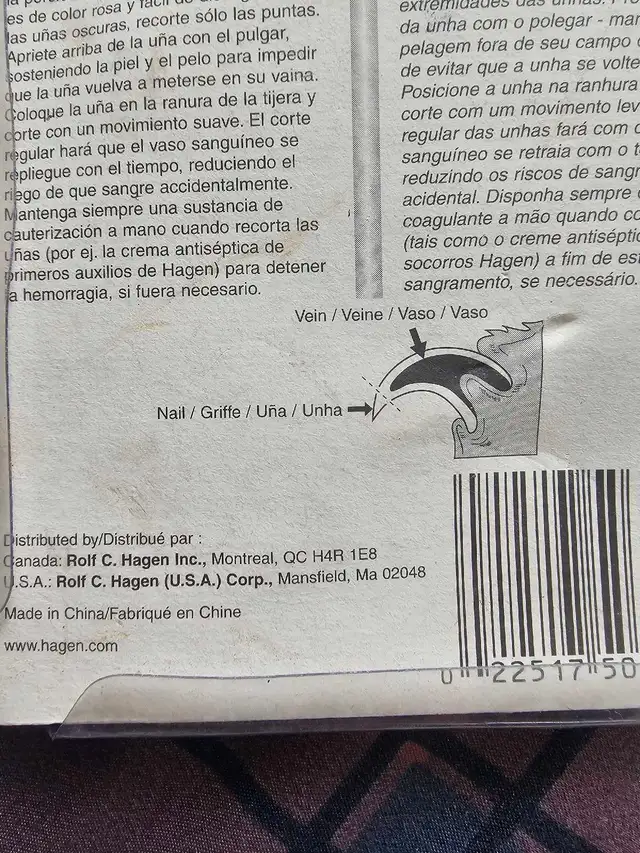 es de color rosa y fácil de
las uñas oscuras, recorte sólo las puntas.
Apriete arriba de la uña con el pulgar,
sosteniendo la piel y el pelo para impedir
que la uña vuelva a meterse en su vaina.
Coloque la uña en la ranura de la tijera y
corte con un movimiento suave. El corte
regular hará que el vaso sanguíneo se
repliegue con el tiempo, reduciendo el
riego de que sangre accidentalmente.
Mantenga siempre una sustancia de
cauterización a mano cuando recorta las
uñas (por ej. la crema antiséptica de
primeros auxilios de Hagen) para detener
la hemorragia, si fuera necesario.
extremidades das unhas.
da unha com o polegar -
pelagem fora de seu campo
de evitar que a unha se volte
Posicione a unha na ranhura
corte com um movimento
regular das unhas fará com
sanguíneo se retraia com o
reduzindo os riscos de
acidental. Disponha sempre
coagulante a mão quando
(tais como o creme
socorros Hagen) a fim de
sangramento, se necessário.
Vein / Veine / Vaso / Vaso
Nail / Griffe / Uña / Unha
Distributed by/Distribué par :
Canada: Rolf C. Hagen Inc., Montreal, QC H4R 1E8
U.S.A.: Rolf C. Hagen (U.S.A.) Corp., Mansfield, Ma 02048
Made in China/Fabriqué en Chine
www.hagen.com
0 22517 50